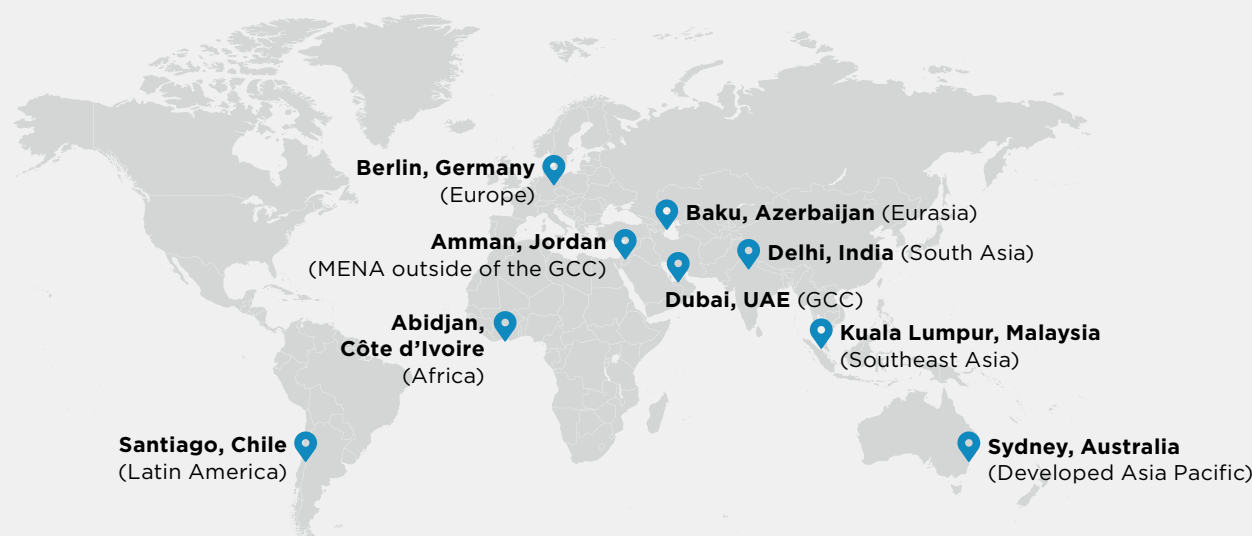 Berlin, Germany
(Europe)
Baku, Azerbaijan (Eurasia)
Amman, Jordan
(MENA outside of the GCC)
Delhi, India (South Asia)
Dubai, UAE (GCC)
Abidjan,
Côte d’Ivoire
(Africa)
Kuala Lumpur, Malaysia
(Southeast Asia)
Santiago, Chile
(Latin America)
Sydney, Australia
(Developed Asia Pacific)